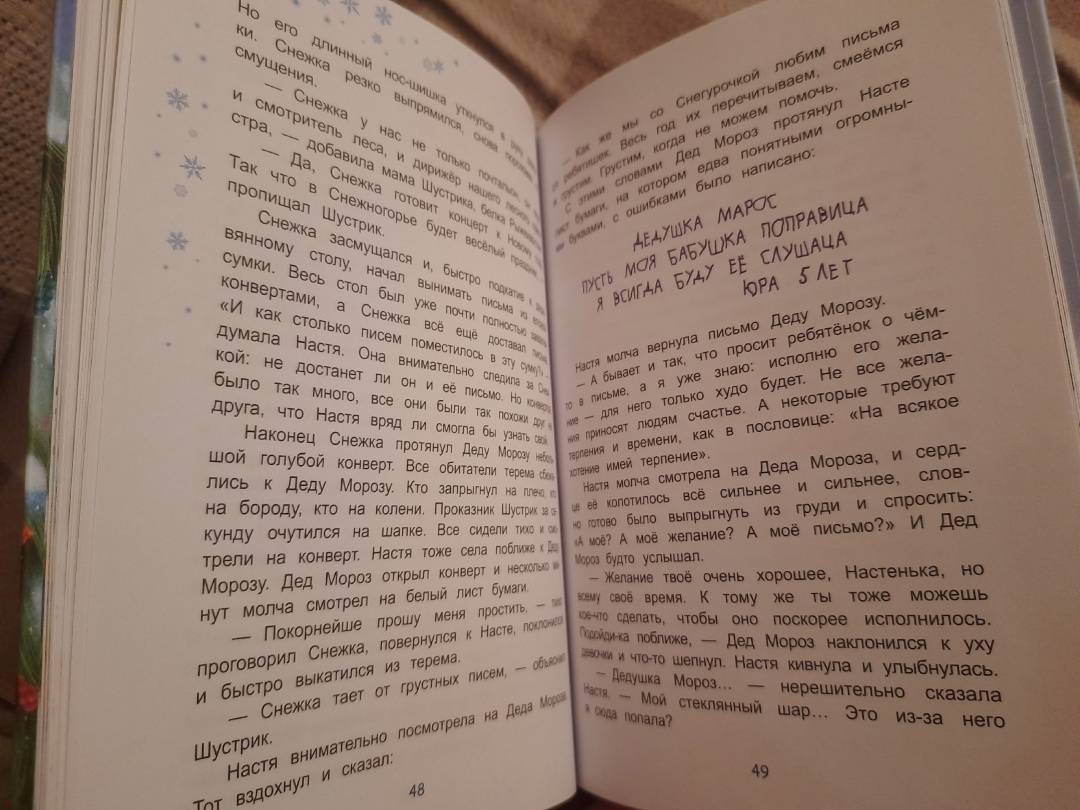 Но его длинный нос-шишка уткнулся в
ки. Снежка резко выпрямился, снова
смущения.
— Снежка у нас не только почтальон,
и смотритель леса, и дирижёр нашего лесного
стра, — добавила мама Шустрика, белка
— Да, Снежка готовит концерт к Новому
Так что в Снежногорье будет весёлый праздник
пропищал Шустрик.
Снежка засмущался и, быстро подкатив к
вянному столу, начал вынимать письма из
сумки. Весь стол был уже почти полностью
конвертами, а Снежка всё ещё доставал
«И как столько писем поместилось в эту сумку?»
думала Настя. Она внимательно следила за Снеж
кой: не достанет ли он и её письмо. Но конвертов
было так много, все они были так похожи друг на
друга, что Настя вряд ли смогла бы узнать свой.
Наконец Снежка протянул Деду Морозу неболь
шой голубой конверт. Все обитатели терема сбежа
лись к Деду Морозу. Кто запрыгнул на плечо, кто
на бороду, кто на колени. Проказник Шустрик за се
кунду очутился на шапке. Все сидели тихо и смо
трели на конверт. Настя тоже села поближе к Деду
Морозу. Дед Мороз открыл конверт и несколько ми
нут молча смотрел на белый лист бумаги.
— Покорнейше прошу меня простить, — тихо
проговорил Снежка, повернулся к Насте, поклонился
и быстро выкатился из терема.
— Снежка тает от грустных писем, — объяснил
Шустрик.
Настя внимательно посмотрела на Деда Мороза.
Тот вздохнул и сказал:
48
— Как же мы со Снегурочкой любим письма
от ребятишек. Весь год их перечитываем, смеёмся
и грустим. Грустим, когда не можем помочь.
С этими словами Дед Мороз протянул Насте
лист бумаги, на котором едва понятными огромны-
ми буквами, с ошибками было написано:
ДЕДУШКА МАРОС
ПУСТЬ МОЯ БАБУШКА ПОПРАВИЦА
Я ВСИГДА БУДУ ЕЁ СЛУШАЦА
ЮРА 5 ЛЕТ
Настя молча вернула письмо Деду Морозу.
— А бывает и так, что просит ребятёнок о чём-
то в письме, а я уже знаю: исполню его жела-
ние — для него только худо будет. Не все жела-
ния приносят людям счастье. А некоторые требуют
терпения и времени, как в пословице: «На всякое
хотение имей терпение».
Настя молча смотрела на Деда Мороза, и серд-
це её колотилось всё сильнее и сильнее, слов-
но готово было выпрыгнуть из груди и спросить:
«А моё? А моё желание? А моё письмо?» И Дед
Мороз будто услышал.
— Желание твоё очень хорошее, Настенька, но
всему своё время. К тому же ты тоже можешь
кое-что сделать, чтобы оно поскорее исполнилось.
Подойди-ка поближе, — Дед Мороз наклонился к уху
девочки и что-то шепнул. Настя кивнула и улыбнулась.
— Дедушка Мороз... — нерешительно сказала
Настя. — Мой стеклянный шар... Это из-за него
я сюда попала?
49